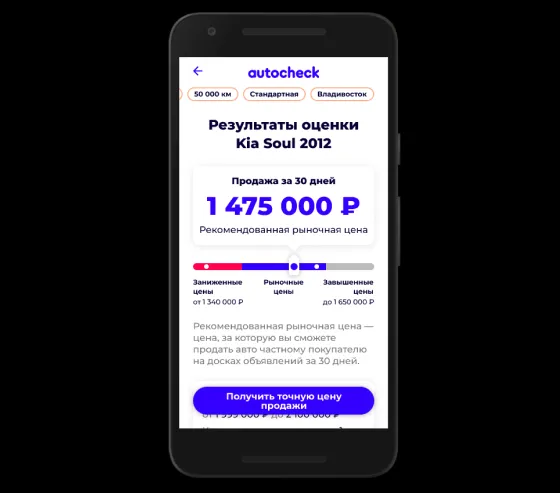 autocheck
50 000 км Стандартная Владивосток
Результаты оценки
Kia Soul 2012
Продажа за 30 дней
1 475 000 ₽
Рекомендованная рыночная цена
Заниженные Рыночные Завышенные
цены цены цены
от 1 340 000 ₽ до 1 650 000 ₽
Рекомендованная рыночная цена —
цена, за которую вы сможете
продать авто частному покупателю
на досках объявлений за 30 дней.
Получить точную цену
продажи